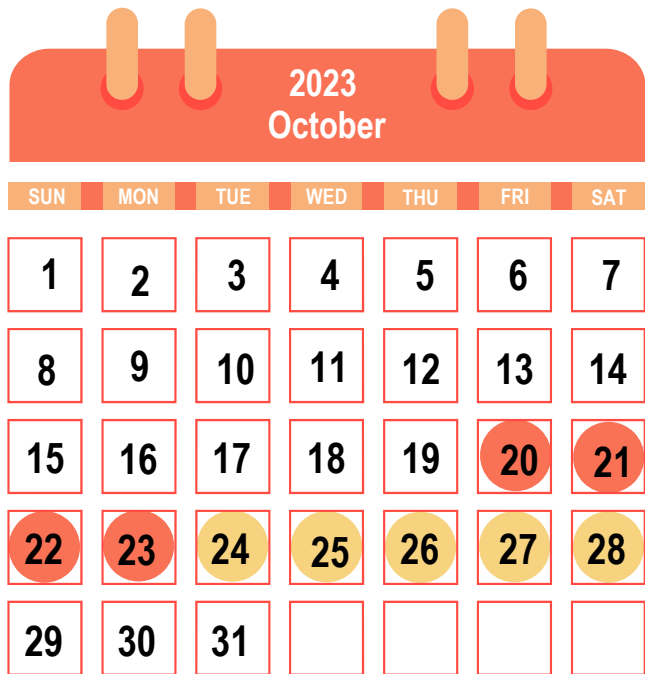 2023
October
SUN MON TUE WED THU FRI SAT
1 2 3 4 5 6 7
8 9 10 11 12 13 14
15 16 17 18 19 20 21
22 23 24 25 26 27 28
29 30 31